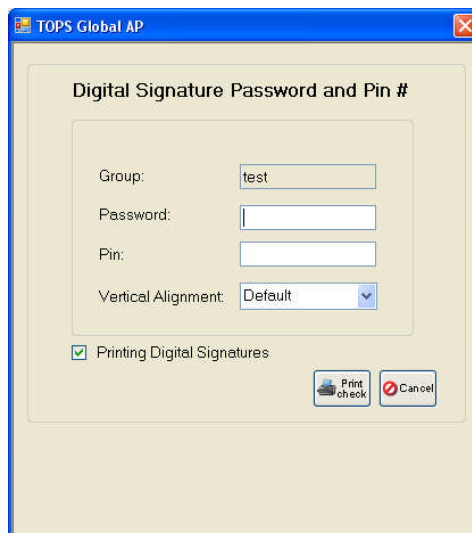 TOPS Global AP
Digital Signature Password and Pin #
Group: test
Password:
Pin:
Vertical Alignment: Default
Printing Digital Signatures
Print check Cancel